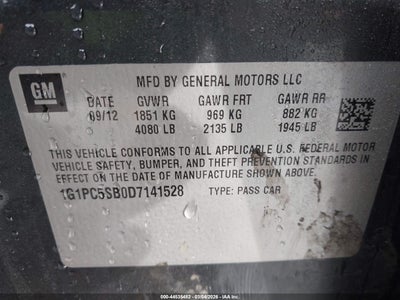 GM
MFD BY GENERAL MOTORS LLC
DATE GVWR GAWR FRT GAWR RR
09/12 1851 KG 969 KG 882 KG
4080 LB 2135 LB 1945 LB
THIS VEHICLE CONFORMS TO ALL APPLICABLE U.S. FEDERAL MOTOR
VEHICLE SAFETY, BUMPER, AND THEFT PREVENTION STANDARDS IN
EFFECT ON THE DATE OF MANUFACTURE SHOWN ABOVE.
1G1PC5SB0D7141528 TYPE: PASS CAR